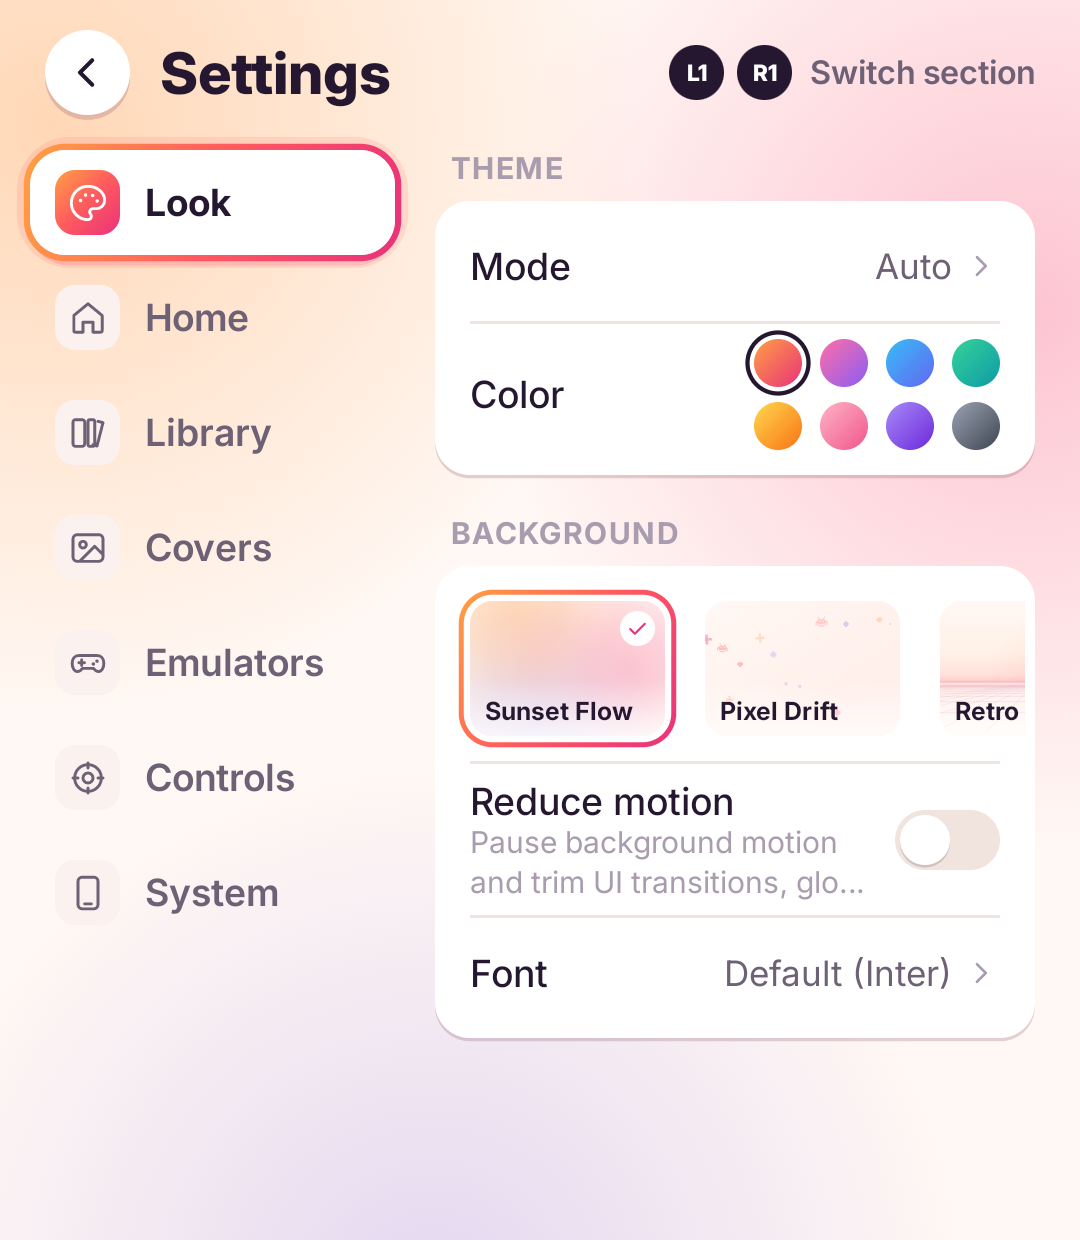 Settings
L1 R1 Switch section
Look
Home
Library
Covers
Emulators
Controls
System
THEME
Mode Auto
Color
BACKGROUND
Sunset Flow
Pixel Drift
Retro
Reduce motion
Pause background motion
and trim UI transitions, glo...
Font Default (Inter)